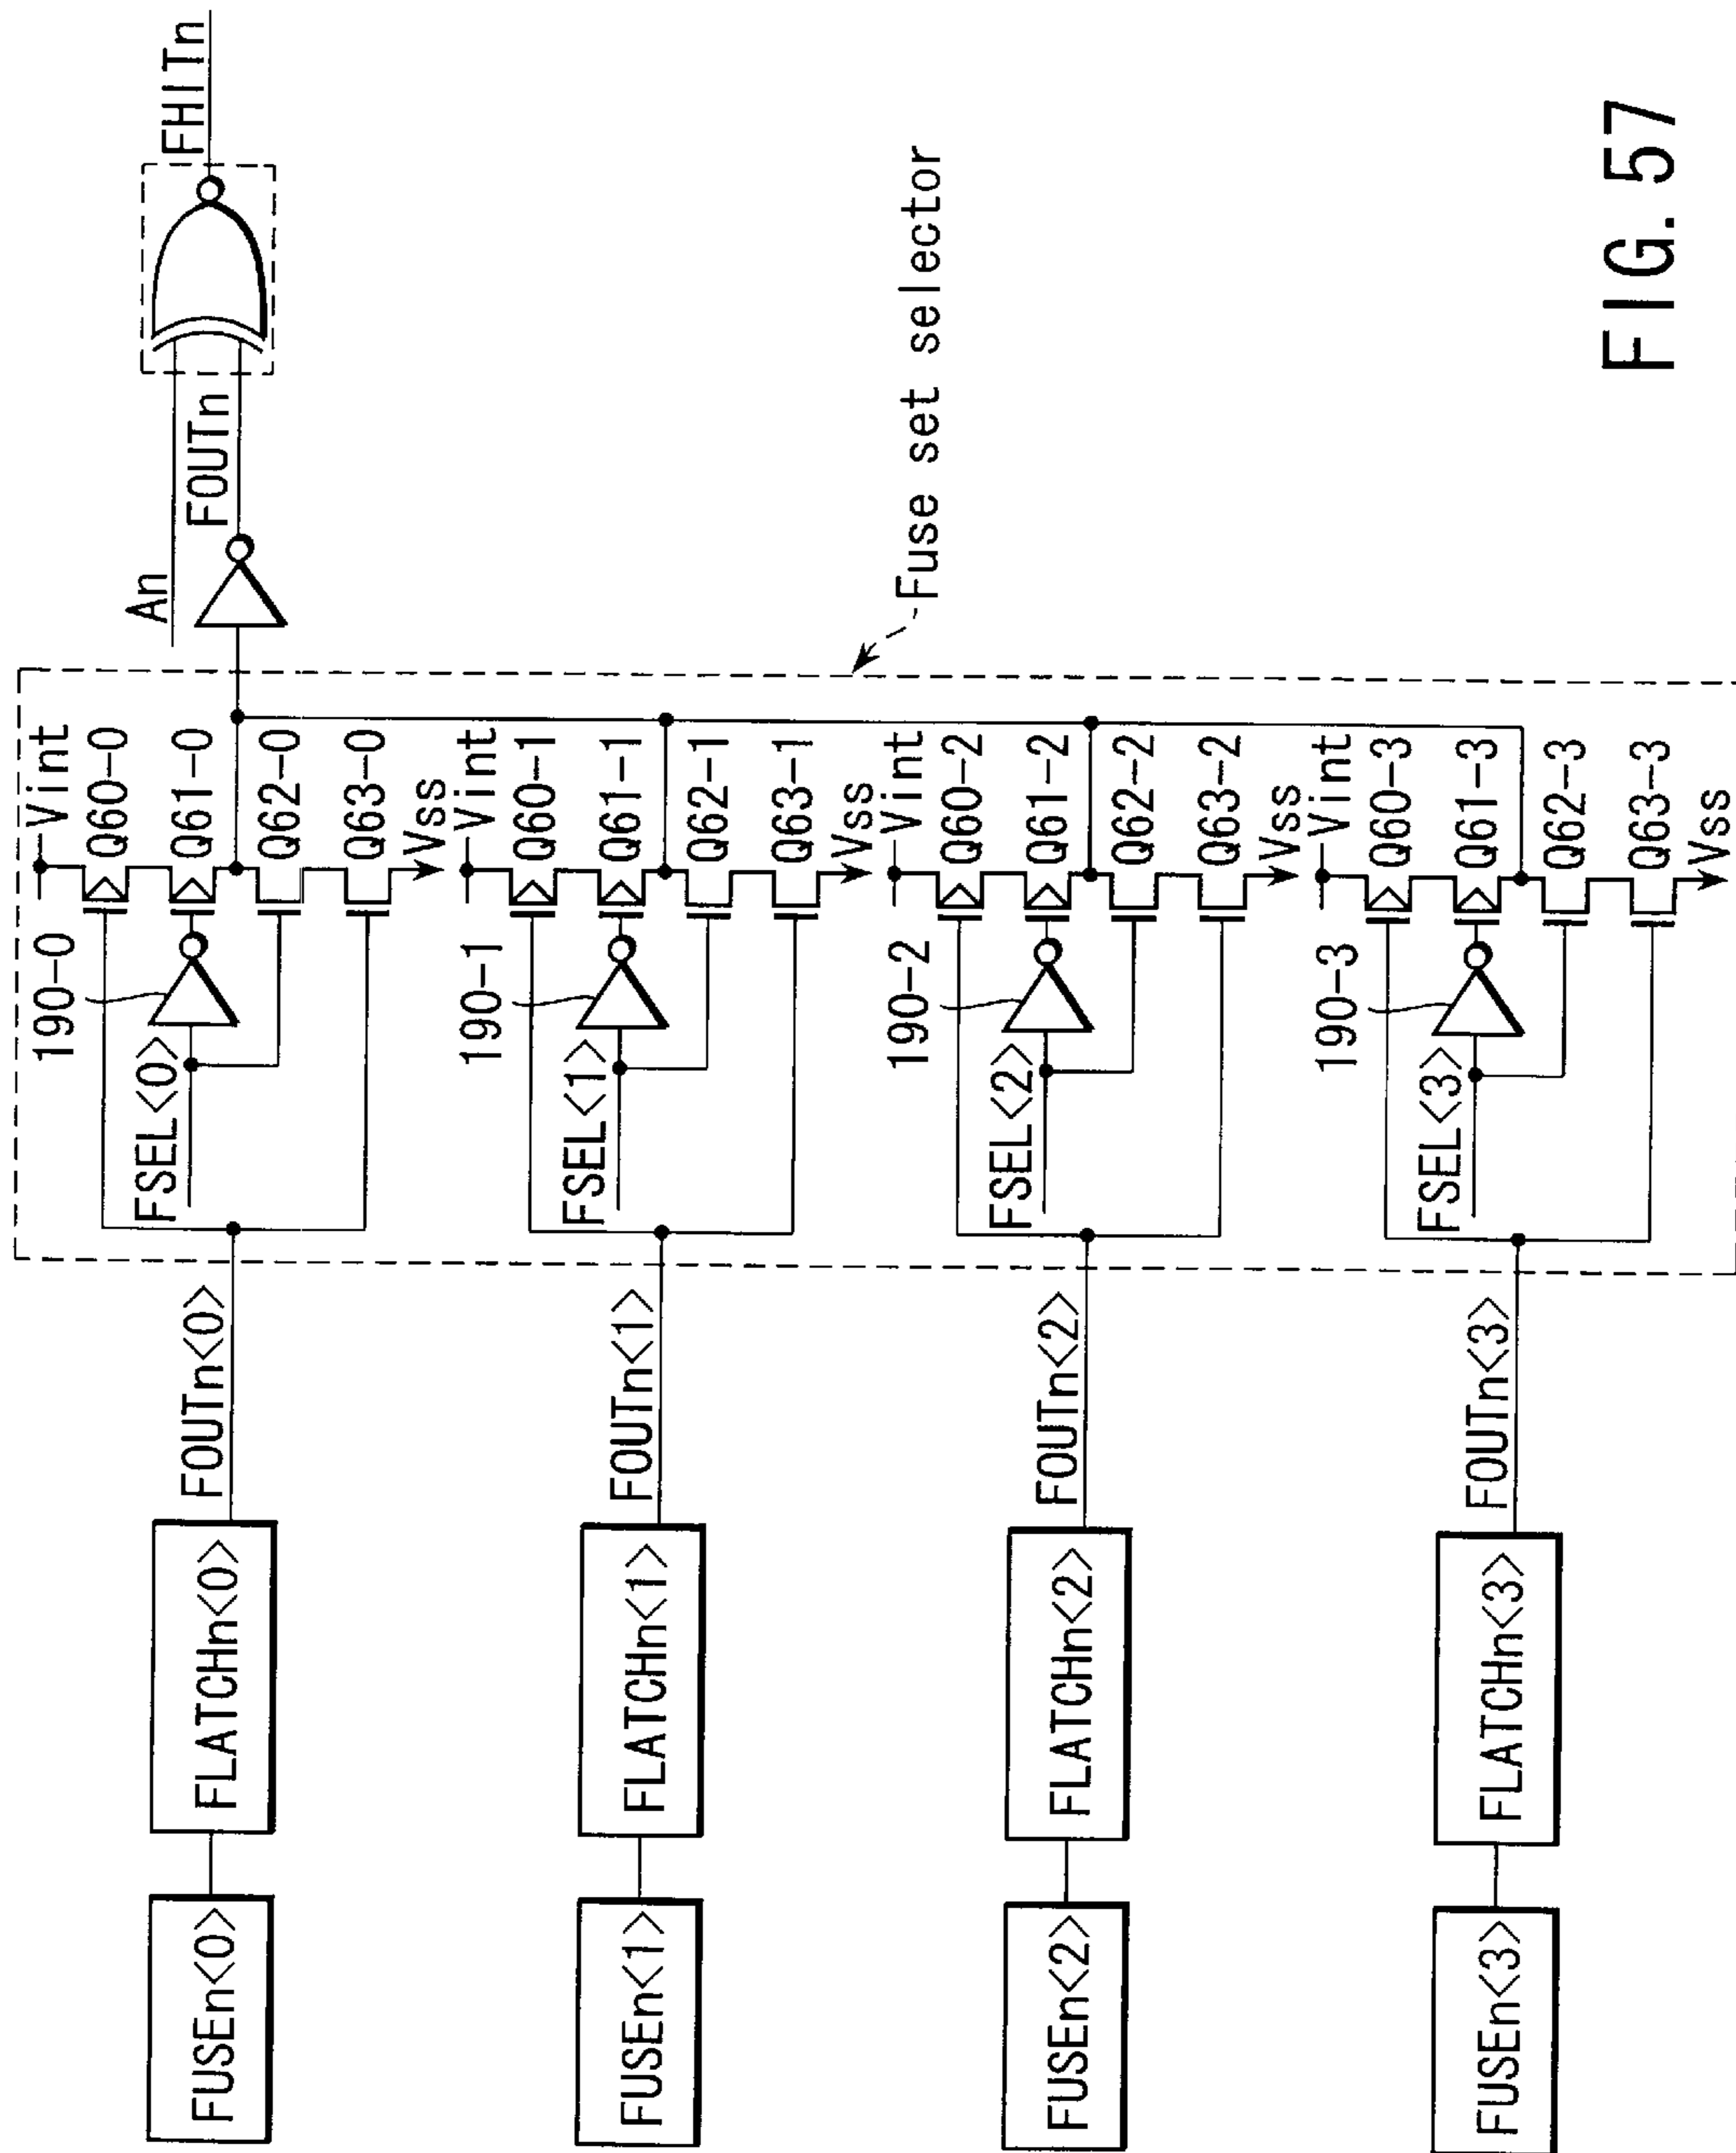 FUSEn<0>
FLATCHn<0>
FOUTn<0>
FSEL<0>
190-0
Vint
Q60-0
Q61-0
Q62-0
Q63-0
Vss
An
FOUTn
FHITn
FUSEn<1>
FLATCHn<1>
FOUTn<1>
FSEL<1>
190-1
Vint
Q60-1
Q61-1
Q62-1
Q63-1
Vss
Fuse set selector
FUSEn<2>
FLATCHn<2>
FOUTn<2>
FSEL<2>
190-2
Vint
Q60-2
Q61-2
Q62-2
Q63-2
Vss
FUSEn<3>
FLATCHn<3>
FOUTn<3>
FSEL<3>
190-3
Vint
Q60-3
Q61-3
Q62-3
Q63-3
Vss
FIG. 57